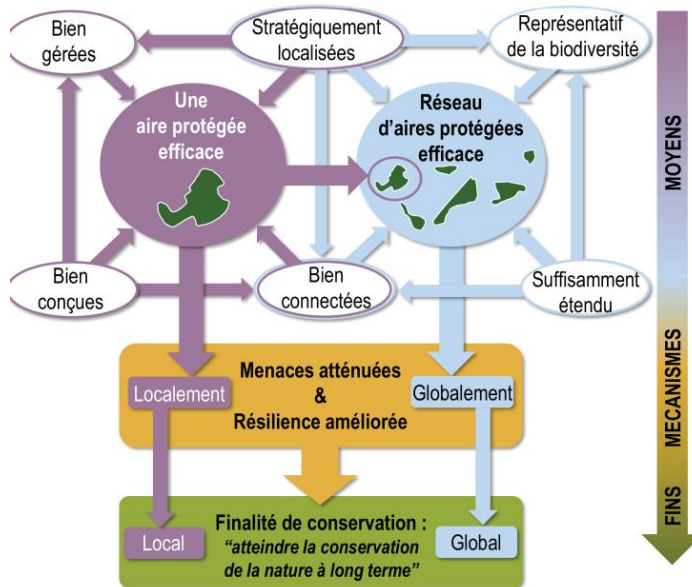 Bien
gérées
Stratégiquement
localisées
Représentatif
de la biodiversité
Une
aire protégée
efficace
Réseau
d'aires protégées
efficace
Bien
conçues
Bien
connectées
Suffisamment
étendu
Menaces atténuées
&
Résilience améliorée
Localement
Globalement
Finalité de conservation :
"atteindre la conservation
de la nature à long terme"
Local
Global
MOYENS
MECANISMES
FINS